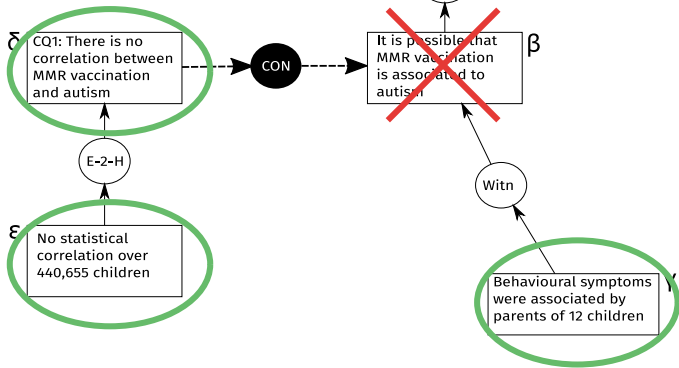 δ
CQ1: There is no
correlation between
MMR vaccination
and autism
CON
It is possible that
MMR vaccination
is associated to
autism
β
E-2-H
Witn
ε
No statistical
correlation over
440,655 children
Behavioural symptoms
were associated by
parents of 12 children
γ